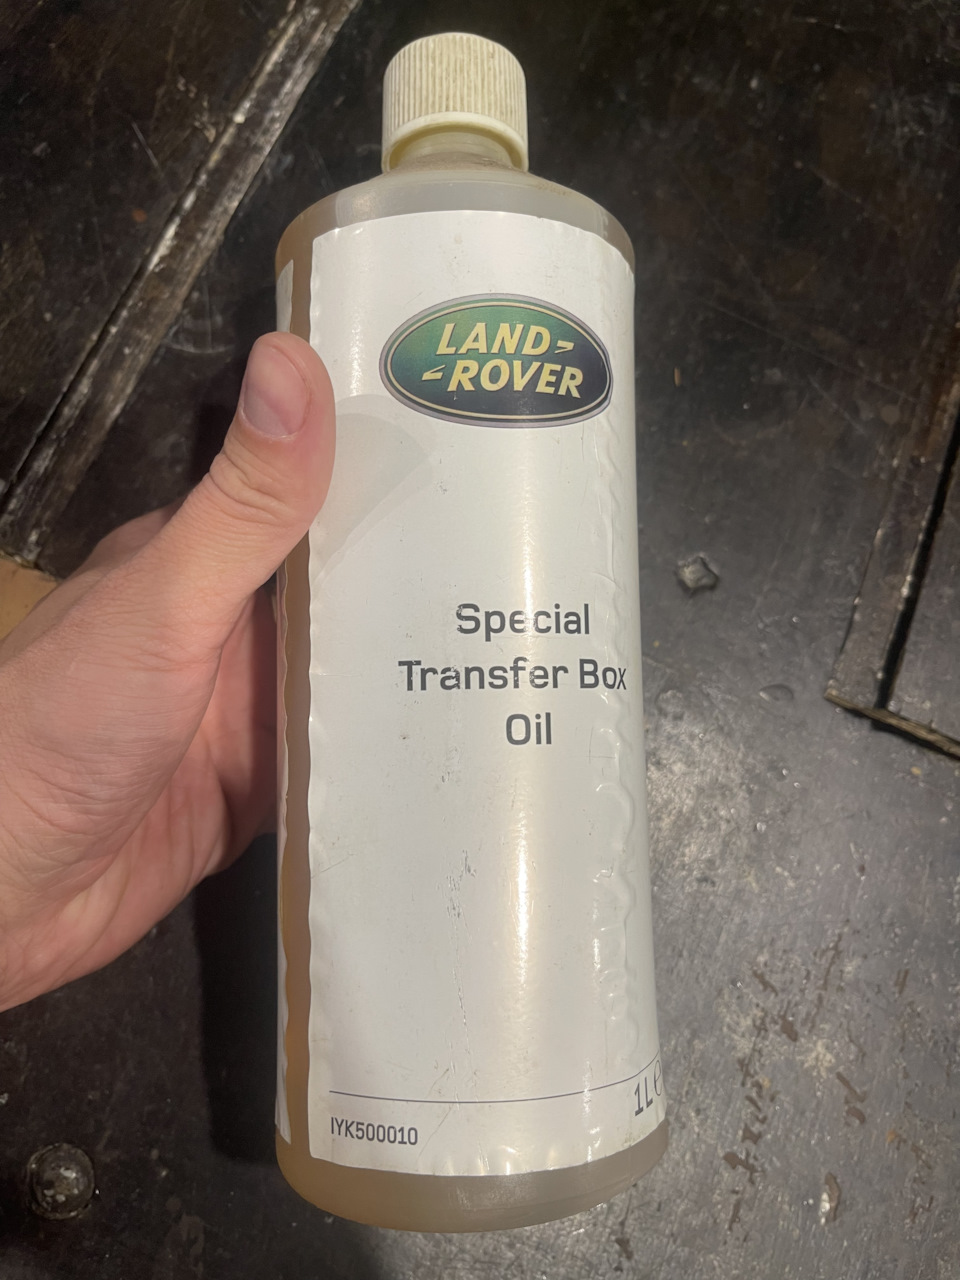 LAND-
-ROVER
Special
Transfer Box
Oil
IYK500010
1L e